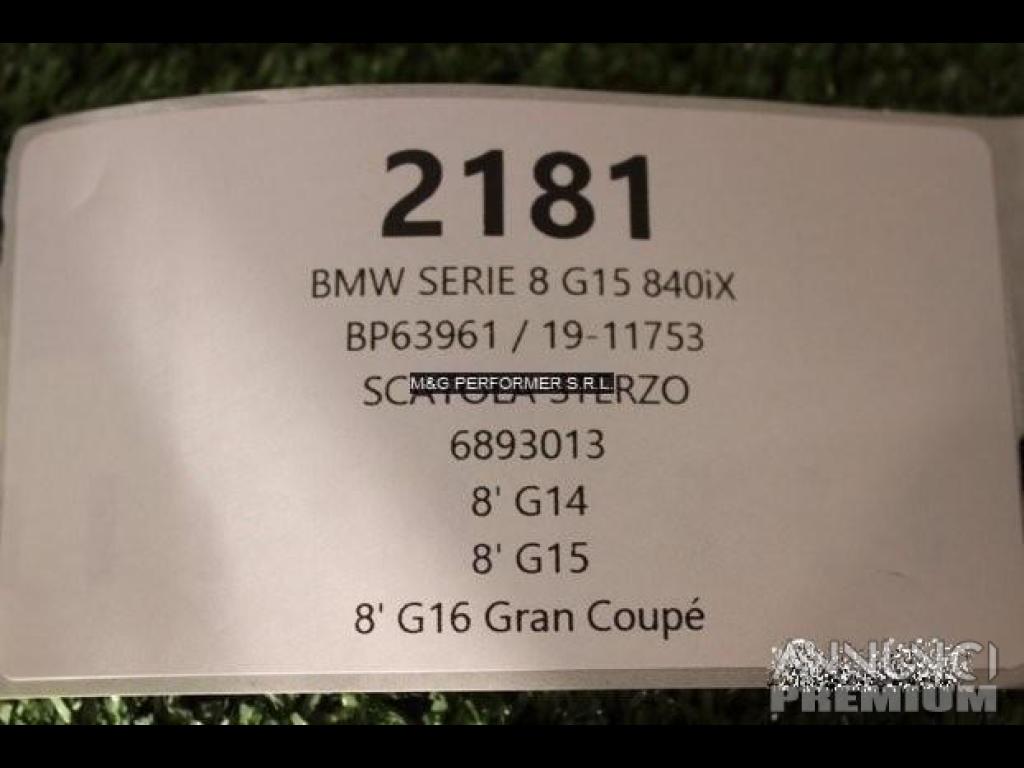 2181
BMW SERIE 8 G15 840iX
BP63961 / 19-11753
M&G PERFORMER S.R.L.
SCATOLA STERZO
6893013
8' G14
8' G15
8' G16 Gran Coupé
ANNUNCI
PREMIUM